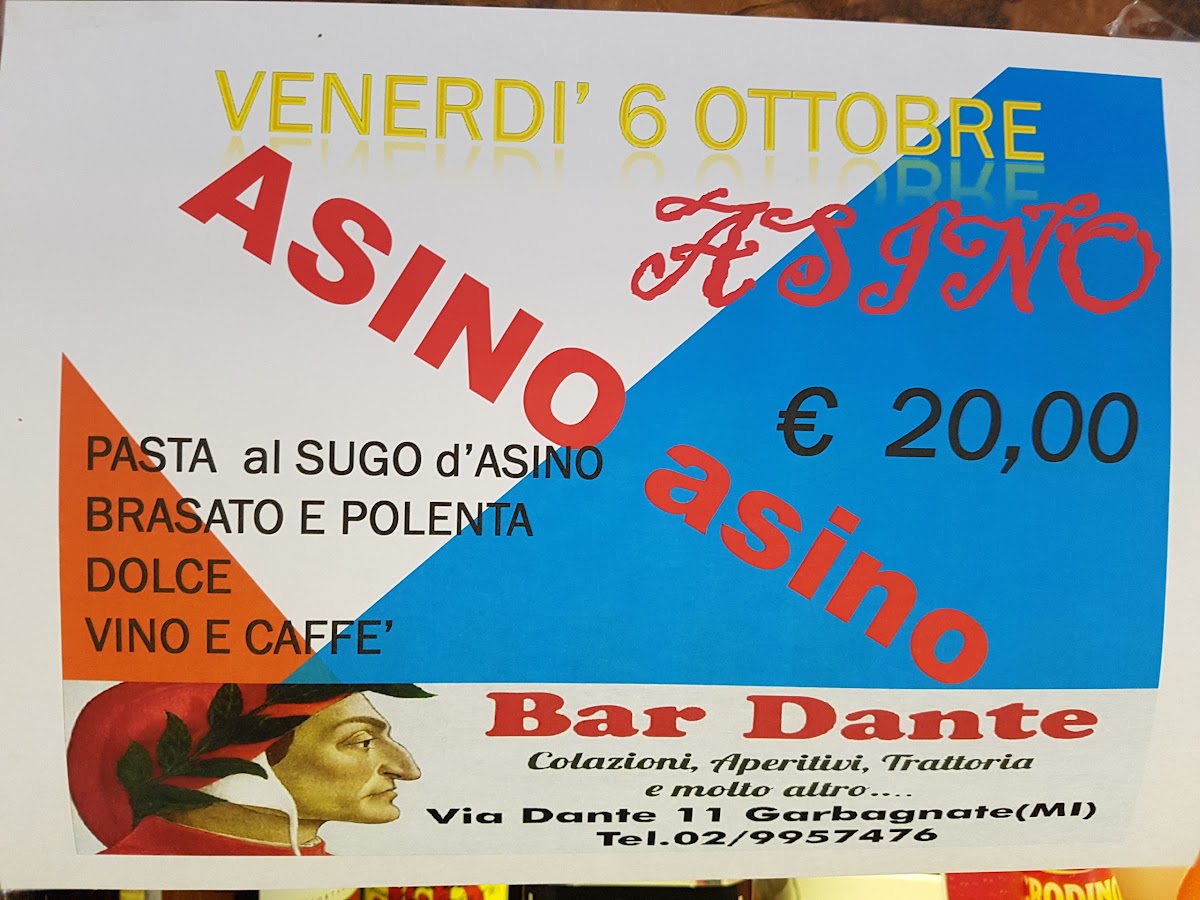 VENERDI' 6 OTTOBRE
ASINO
ASINO
€ 20,00
asino
PASTA al SUGO d'ASINO
BRASATO E POLENTA
DOLCE
VINO E CAFFE'
Bar Dante
Colazioni, Aperitivi, Trattoria
e molto altro....
Via Dante 11 Garbagnate(MI)
Tel.02/9957476